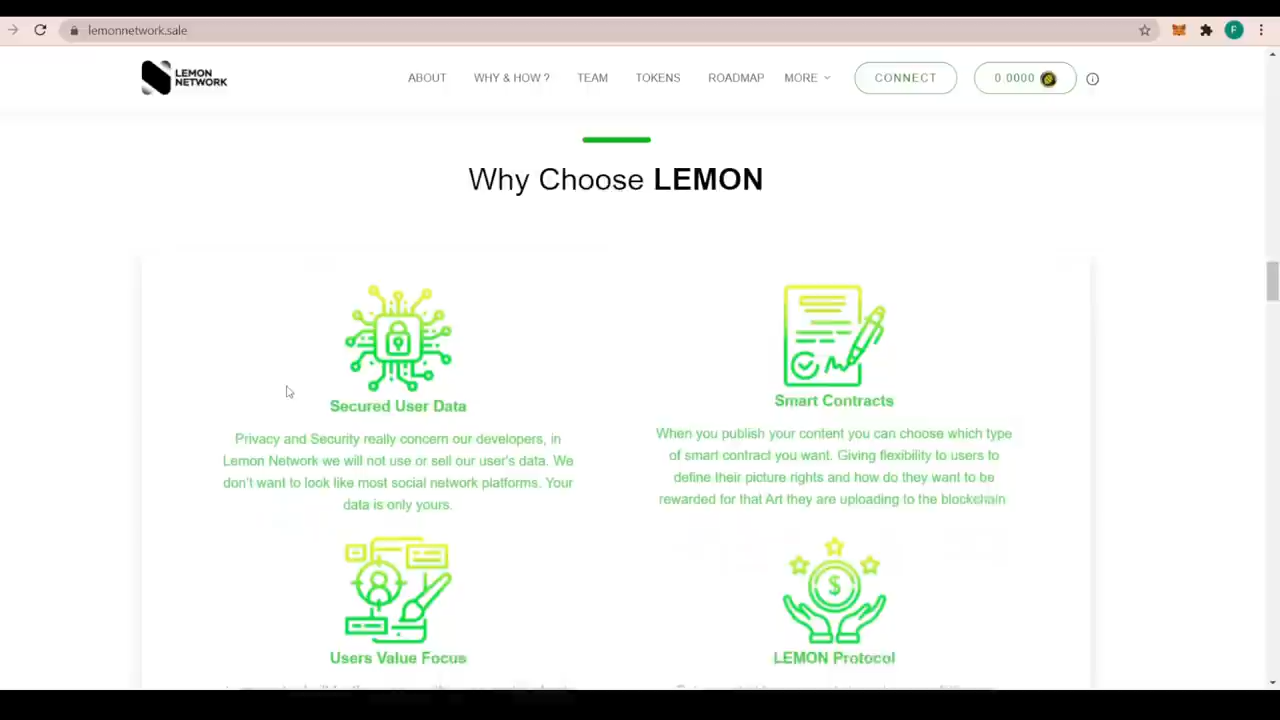 lemonnetwork.sale
F
LEMON
NETWORK
ABOUT WHY & HOW ? TEAM TOKENS ROADMAP MORE CONNECT 0.0000
Why Choose LEMON
Secured User Data
Privacy and Security really concern our developers, in
Lemon Network we will not use or sell our user's data. We
don't want to look like most social network platforms. Your
data is only yours.
Smart Contracts
When you publish your content you can choose which type
of smart contract you want. Giving flexibility to users to
define their picture rights and how do they want to be
rewarded for that Art they are uploading to the blockchain
Users Value Focus
LEMON Protocol